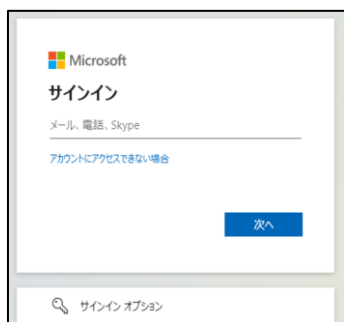 Microsoft
サインイン
メール、電話、Skype
アカウントにアクセスできない場合
次へ
サインイン オプション